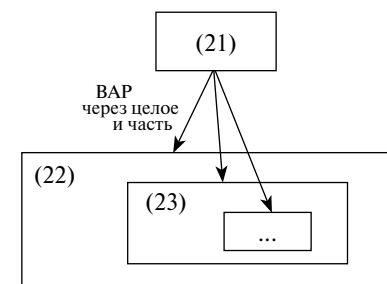 (21)
ВАР
через целое
и часть
(22)
(23)
...